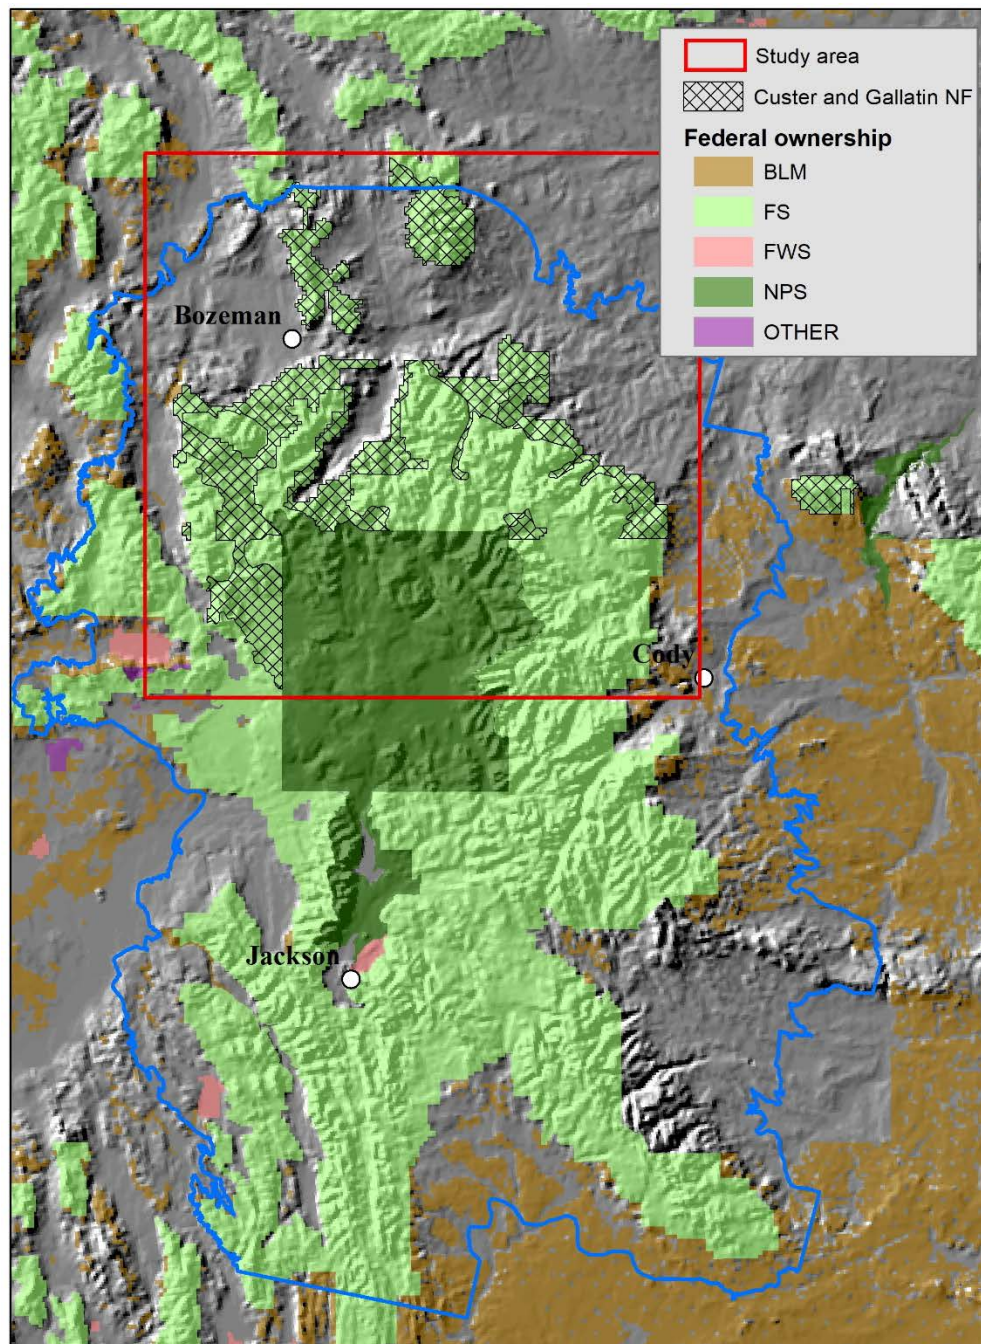 Study area
Custer and Gallatin NF
Federal ownership
BLM
FS
FWS
NPS
OTHER
Bozeman
Cody
Jackson